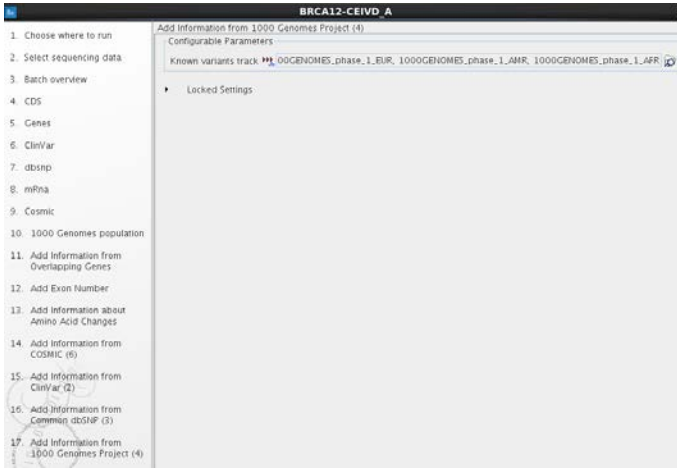 BRCA12-CEIVD_A
1. Choose where to run
2. Select sequencing data
3. Batch overview
4. CDS
5. Genes
6. ClinVar
7. dbsnp
8. mRna
9. Cosmic
10. 1000 Genomes population
11. Add Information from
Overlapping Genes
12. Add Exon Number
13. Add Information about
Amino Acid Changes
14. Add Information from
COSMIC (6)
15. Add Information from
ClinVar (2)
16. Add Information from
Common dbSNP (3)
17. Add Information from
1000 Genomes Project (4)
Add Information from 1000 Genomes Project (4)
Configurable Parameters
Known variants track 00GENOMES_phase_1_EUR, 1000GENOMES_phase_1_AMR, 1000GENOMES_phase_1_AFR
Locked Settings